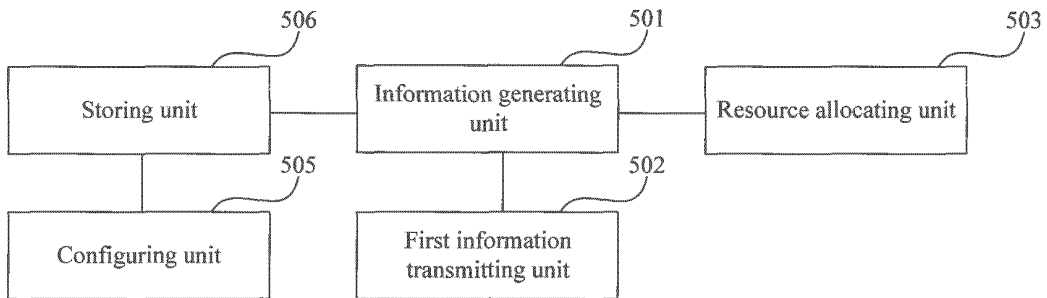 506
501
503
Storing unit
Information generating
unit
Resource allocating unit
505
502
Configuring unit
First information
transmitting unit